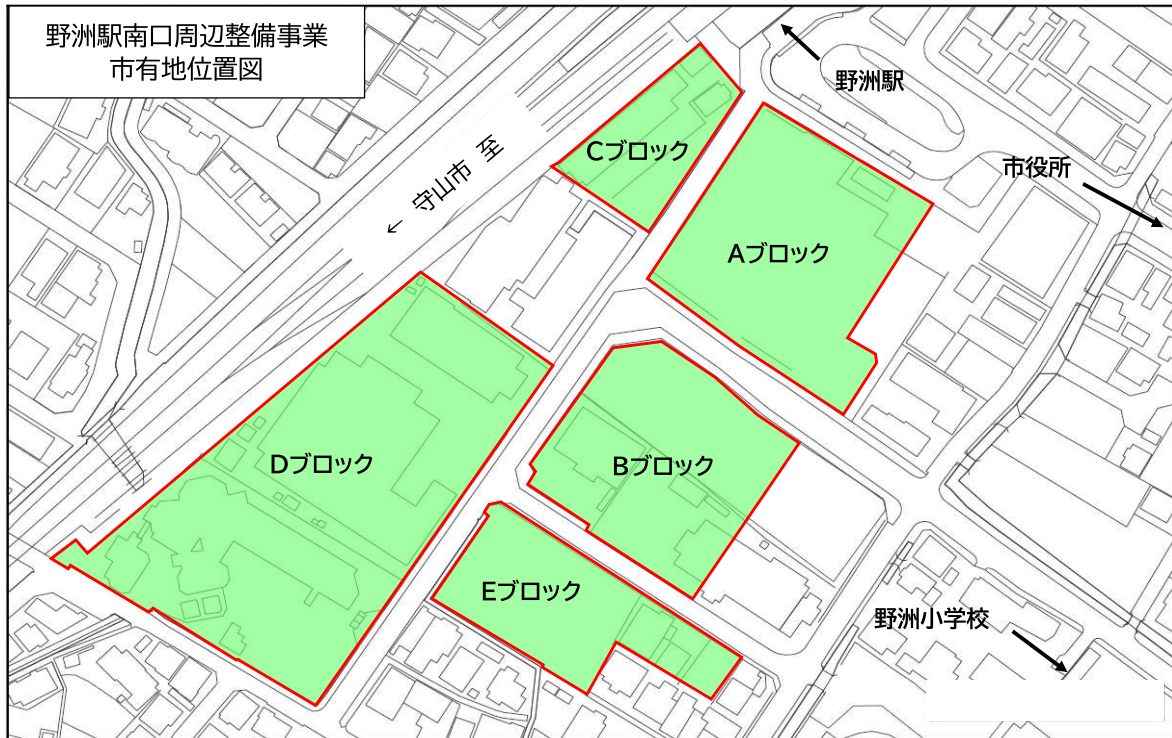 野洲駅南口周辺整備事業
市有地位置図
野洲駅
Cブロック
市役所
← 守山市 至
Aブロック
Dブロック
Bブロック
Eブロック
野洲小学校